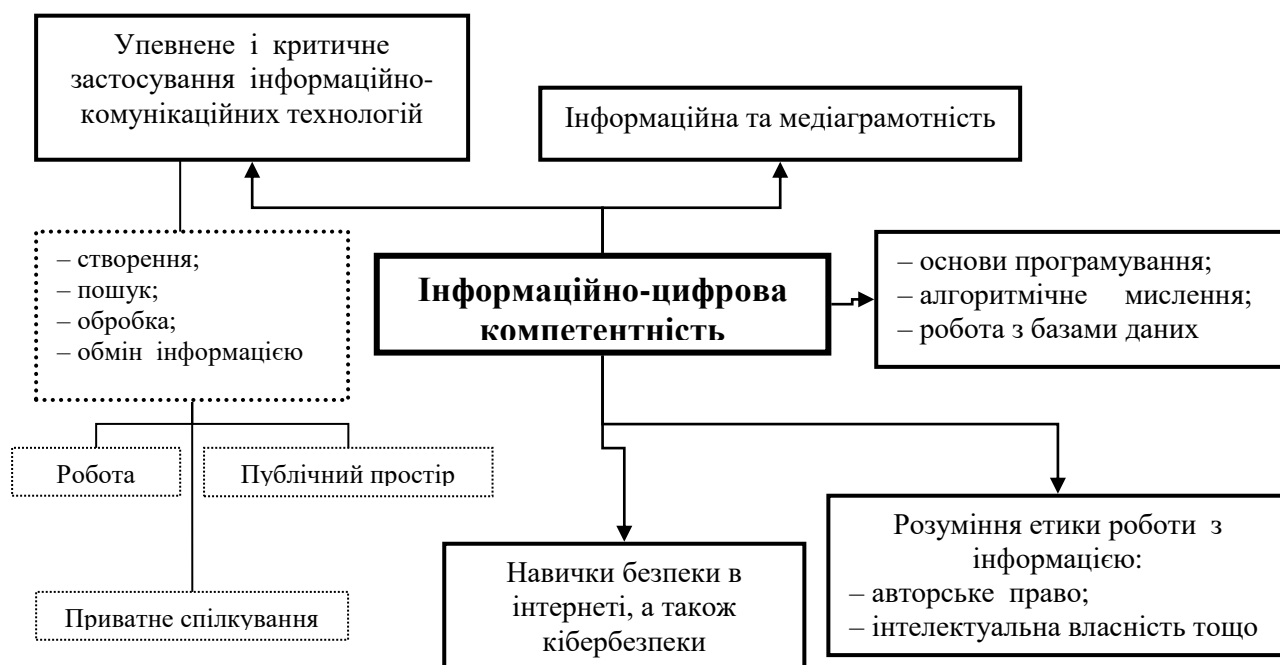 Упевнене і критичне
застосування інформаційно-
комунікаційних технологій
Інформаційна та медіаграмотність
– створення;
– пошук;
– обробка;
– обмін інформацією
Інформаційно-цифрова
компетентність
– основи програмування;
– алгоритмічне мислення;
– робота з базами даних
Робота
Публічний простір
Приватне спілкування
Навички безпеки в
інтернеті, а також
кібербезпеки
Розуміння етики роботи з
інформацією:
– авторське право;
– інтелектуальна власність тощо